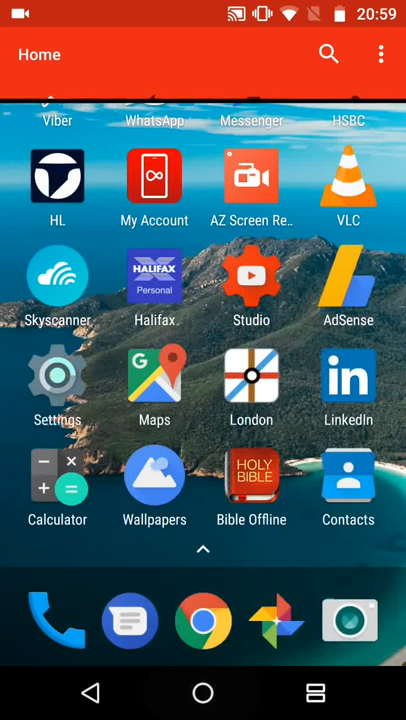 20:59
Home
Viber WhatsApp Messenger HSBC
HL My Account AZ Screen Re.. VLC
HALIFAX
Personal
Skyscanner Halifax Studio AdSense
G
in
Settings Maps London LinkedIn
HOLY
BIBLE
Calculator Wallpapers Bible Offline Contacts